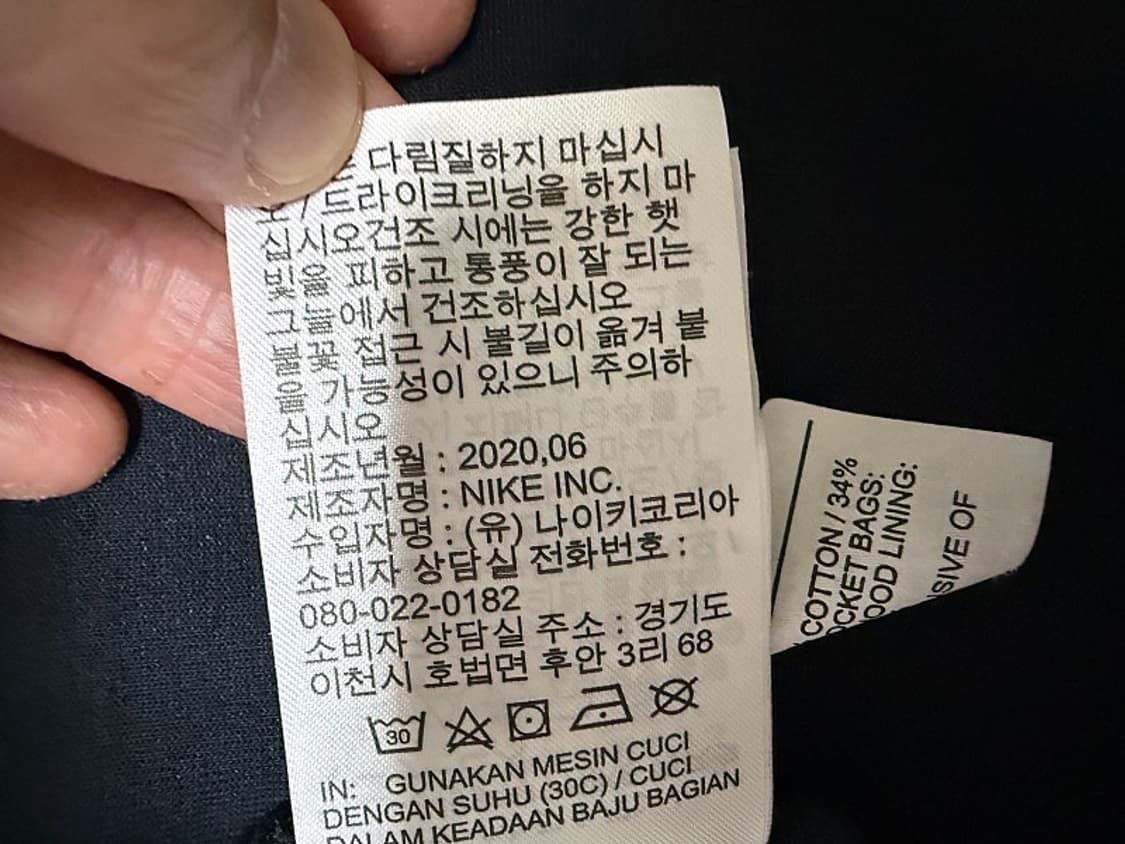 다림질하지 마십시
오 / 드라이크리닝을 하지 마
십시오건조 시에는 강한 햇
빛을 피하고 통풍이 잘 되는
그늘에서 건조하십시오
불꽃 접근 시 불길이 옮겨 붙
을 가능성이 있으니 주의하
십시오
제조년월 : 2020,06
제조자명 : NIKE INC.
수입자명 : (유) 나이키코리아
소비자 상담실 전화번호 :
080-022-0182
소비자 상담실 주소 : 경기도
이천시 호법면 후안 3리 68
30
IN: GUNAKAN MESIN CUCI
DENGAN SUHU (30C) / CUCI
DALAM KEADAAN BAJU BAGIAN
COTTON / 34%
BAGS:
LINING:
OF